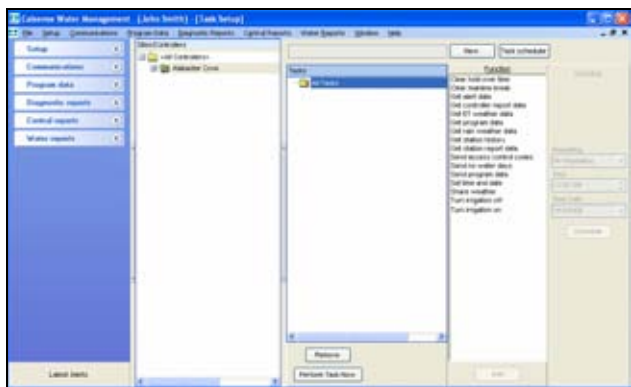 Calsense Water Management (John Smith) - [Task Setup]
File Setup Communications Program Data Diagnostic Reports Control Reports Water Reports Window Help
Setup
Communications
Program data
Diagnostic reports
Control reports
Water reports
Latest Alerts
Sites/Controllers
<All Controllers>
Alabaster Cove
New
Task scheduler
Tasks
All Tasks
Remove
Perform Task Now
Function
Clear hold-over time
Clear mainline break
Get alert data
Get controller report data
Get ET weather data
Get program data
Get rain weather data
Get station history
Get station report data
Send access control codes
Send no water days
Send program data
Set time and date
Share weather
Turn irrigation off
Turn irrigation on